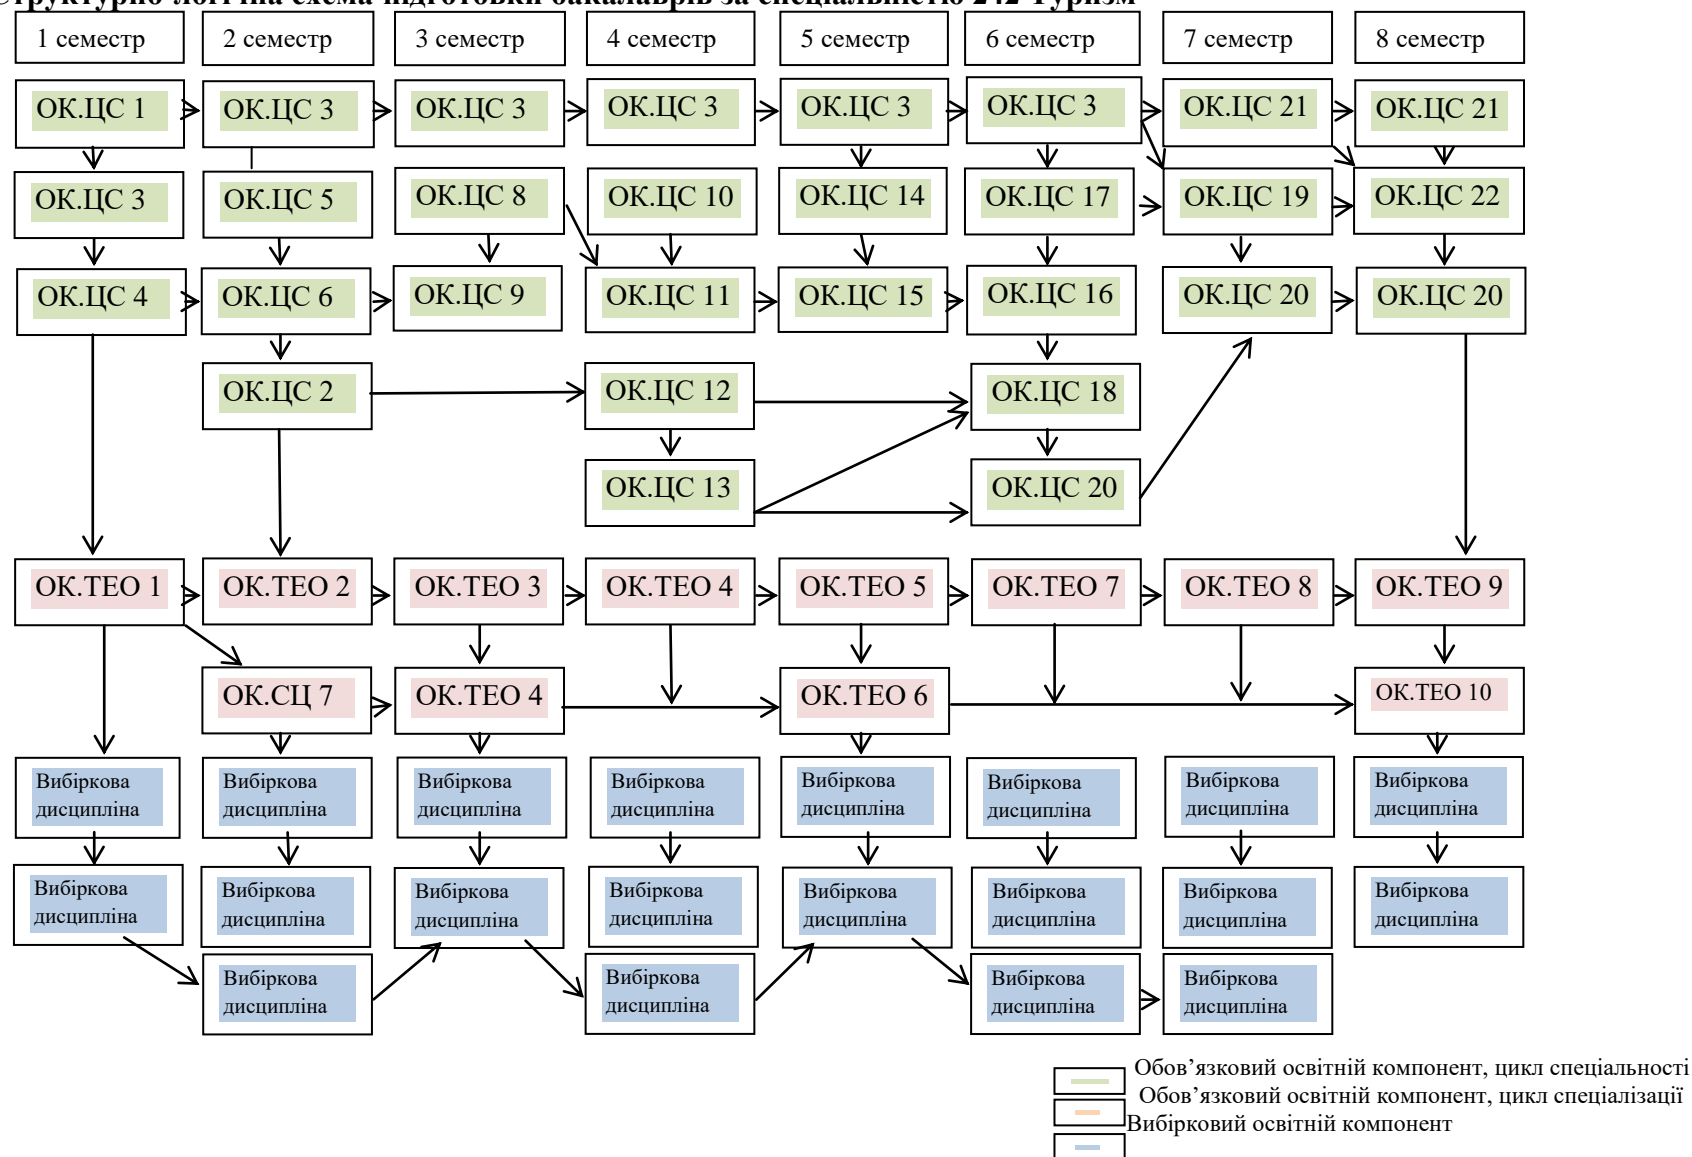 Структурно-логічна схема підготовки бакалаврів за спеціальністю 242 Туризм
1 семестр 2 семестр 3 семестр 4 семестр 5 семестр 6 семестр 7 семестр 8 семестр
ОК.ЦС 1 ОК.ЦС 3 ОК.ЦС 3 ОК.ЦС 3 ОК.ЦС 3 ОК.ЦС 3 ОК.ЦС 21 ОК.ЦС 21
ОК.ЦС 3 ОК.ЦС 5 ОК.ЦС 8 ОК.ЦС 10 ОК.ЦС 14 ОК.ЦС 17 ОК.ЦС 19 ОК.ЦС 22
ОК.ЦС 4 ОК.ЦС 6 ОК.ЦС 9 ОК.ЦС 11 ОК.ЦС 15 ОК.ЦС 16 ОК.ЦС 20 ОК.ЦС 20
ОК.ЦС 2 ОК.ЦС 12 ОК.ЦС 18
ОК.ЦС 13 ОК.ЦС 20
ОК.ТЕО 1 ОК.ТЕО 2 ОК.ТЕО 3 ОК.ТЕО 4 ОК.ТЕО 5 ОК.ТЕО 7 ОК.ТЕО 8 ОК.ТЕО 9
ОК.СЦ 7 ОК.ТЕО 4 ОК.ТЕО 6 ОК.ТЕО 10
Вибіркова Вибіркова Вибіркова Вибіркова Вибіркова Вибіркова Вибіркова Вибіркова
дисципліна дисципліна дисципліна дисципліна дисципліна дисципліна дисципліна дисципліна
Вибіркова Вибіркова Вибіркова Вибіркова Вибіркова Вибіркова Вибіркова Вибіркова
дисципліна дисципліна дисципліна дисципліна дисципліна дисципліна дисципліна дисципліна
Вибіркова Вибіркова Вибіркова Вибіркова
дисципліна дисципліна дисципліна дисципліна
Обов’язковий освітній компонент, цикл спеціальності
Обов’язковий освітній компонент, цикл спеціалізації
Вибірковий освітній компонент